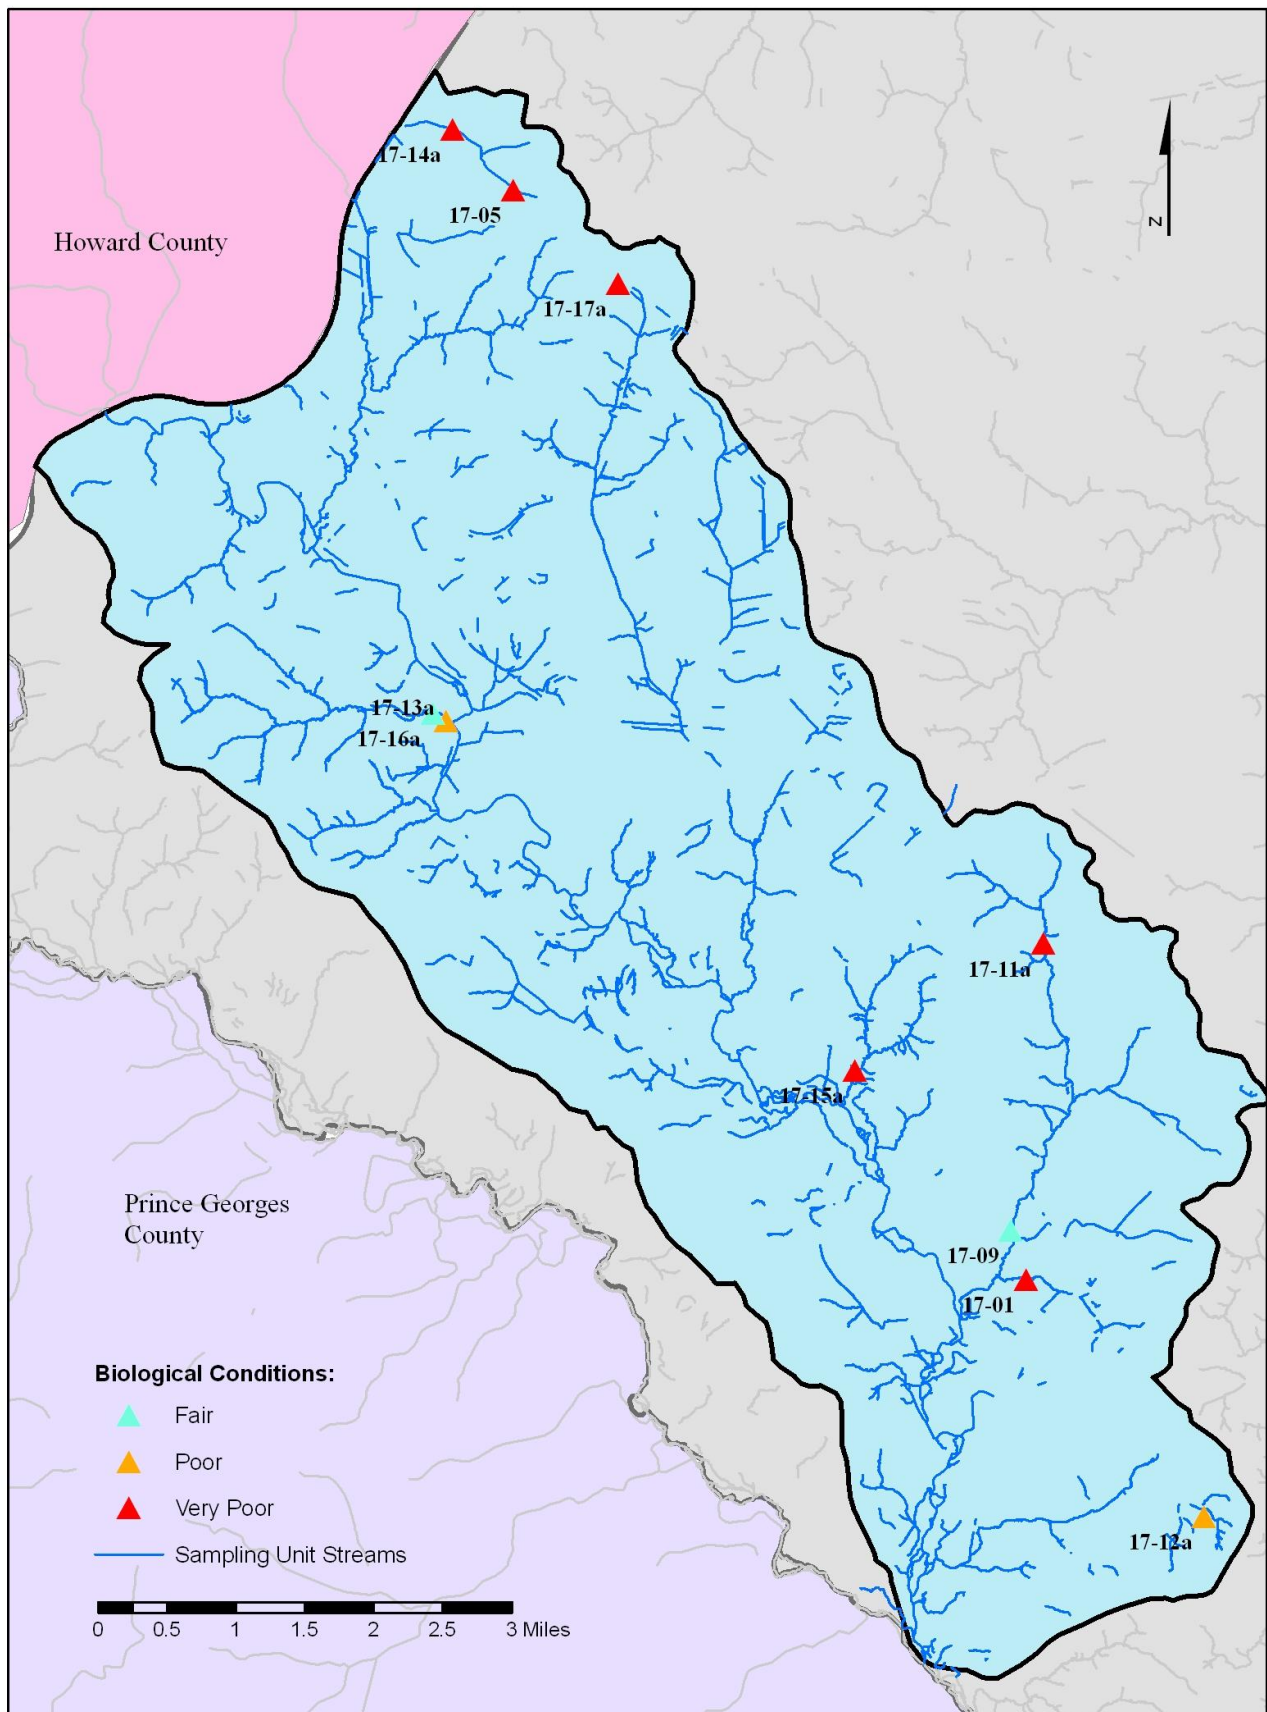 17-14a
17-05
Howard County
N
17-17a
17-13a
17-16a
17-11a
17-15a
Prince Georges
County
17-09
17-01
Biological Conditions:
Fair
Poor
Very Poor
Sampling Unit Streams
17-12a
0 0.5 1 1.5 2 2.5 3 Miles